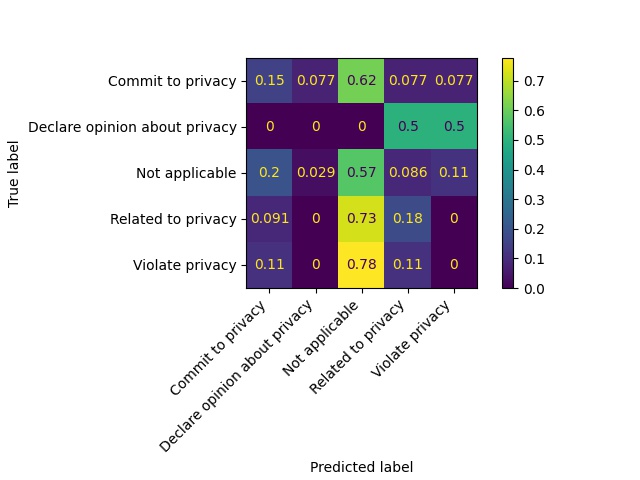 Commit to privacy 0.15 0.077 0.62 0.077 0.077
Declare opinion about privacy 0 0 0 0.5 0.5
Not applicable 0.2 0.029 0.57 0.086 0.11
Related to privacy 0.091 0 0.73 0.18 0
Violate privacy 0.11 0 0.78 0.11 0
True label
Commit to privacy
Declare opinion about privacy
Not applicable
Related to privacy
Violate privacy
Predicted label
0.7
0.6
0.5
0.4
0.3
0.2
0.1
0.0